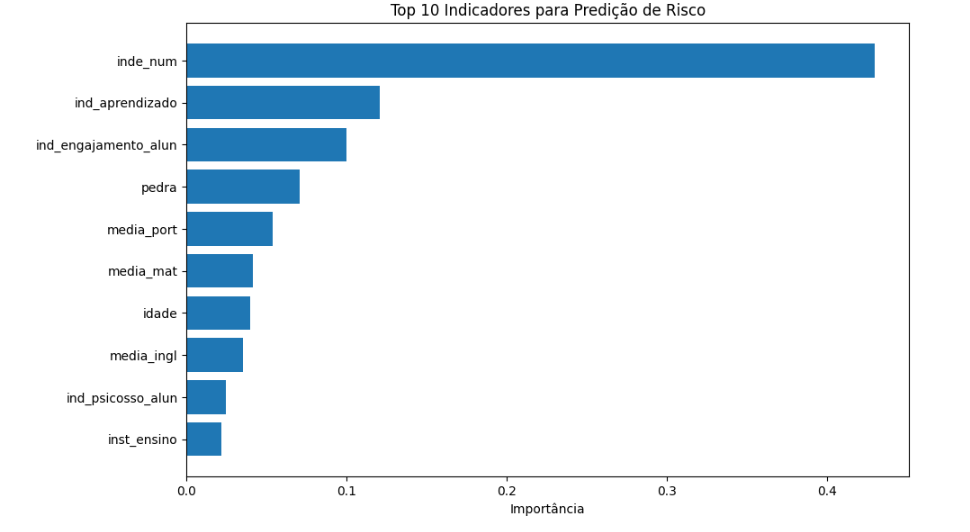 Top 10 Indicadores para Predição de Risco
inde_num
ind_aprendizado
ind_engajamento_alun
pedra
media_port
media_mat
idade
media_ingl
ind_psicosso_alun
inst_ensino
0.0 0.1 0.2 0.3 0.4
Importância